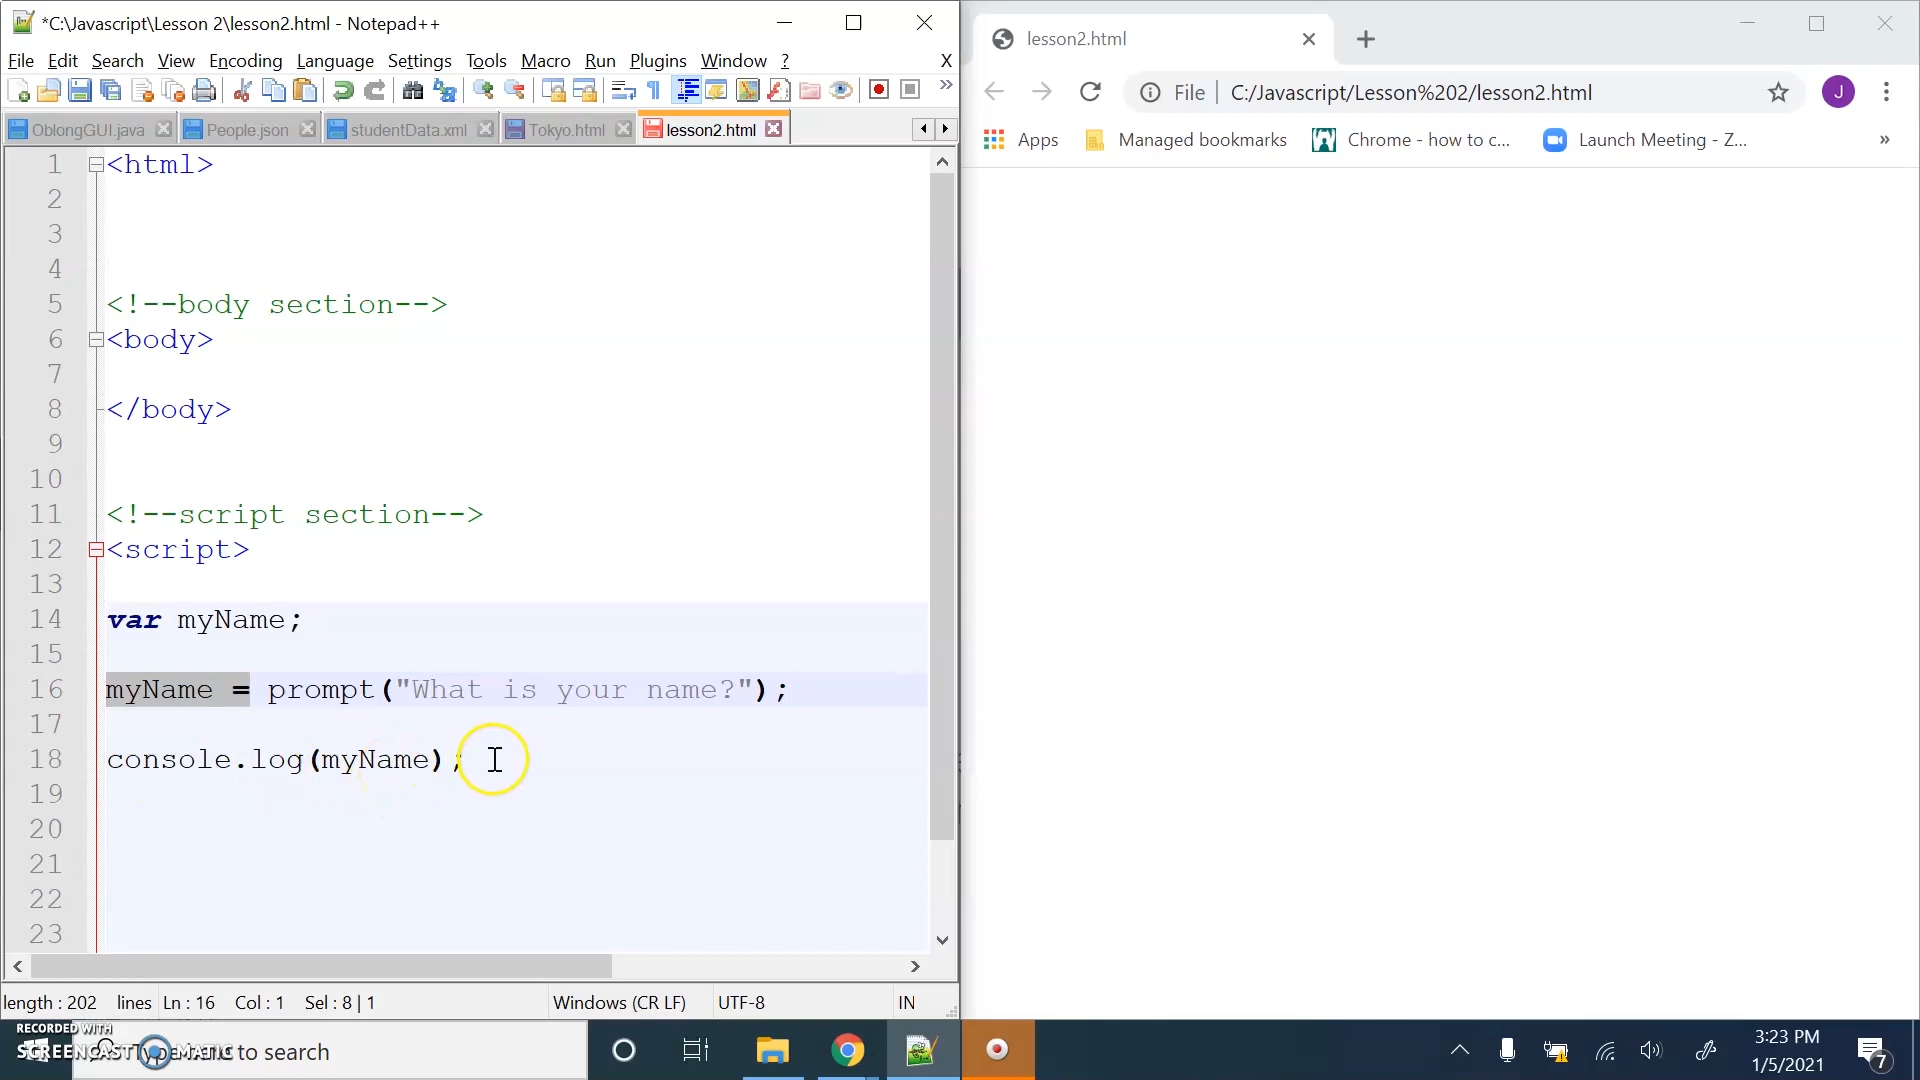 *C:\Javascript\Lesson 2\lesson2.html - Notepad++
File Edit Search View Encoding Language Settings Tools Macro Run Plugins Window ? X
OblongGUI.java People.json studentData.xml Tokyo.html lesson2.html
1 <html>
2
3
4
5 <!--body section-->
6 <body>
7
8 </body>
9
10
11 <!--script section-->
12 <script>
13
14 var myName;
15
16 myName = prompt("What is your name?");
17
18 console.log(myName);
19
20
21
22
23
length : 202 lines Ln : 16 Col : 1 Sel : 8 | 1 Windows (CR LF) UTF-8 IN
lesson2.html
File C:/Javascript/Lesson%202/lesson2.html J
Apps Managed bookmarks Chrome - how to c... Launch Meeting - Z... »
RECORDED WITH
SCREENCAST MATIC
to search
3:23 PM
1/5/2021
7